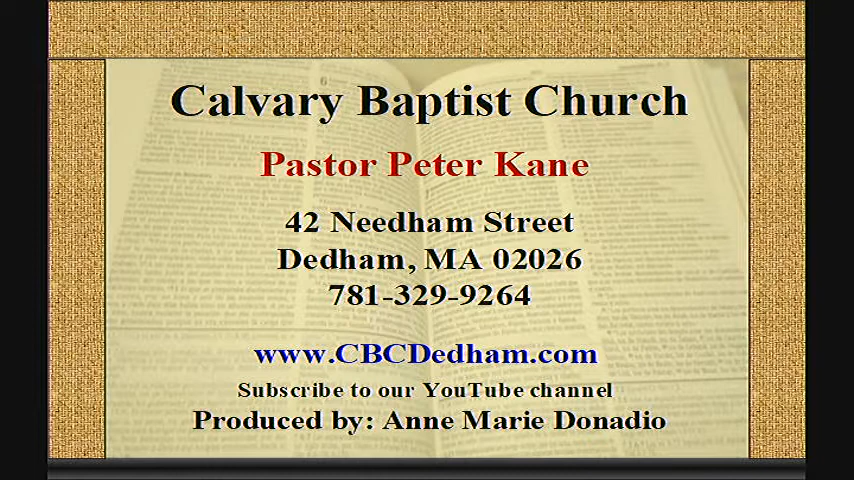 Calvary Baptist Church
Pastor Peter Kane
42 Needham Street
Dedham, MA 02026
781-329-9264
www.CBCDedham.com
Subscribe to our YouTube channel
Produced by: Anne Marie Donadio